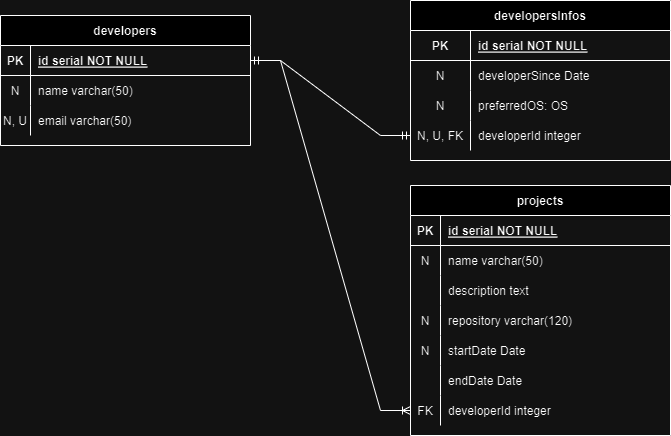 developers
PK id serial NOT NULL
N name varchar(50)
N, U email varchar(50)
developersInfos
PK id serial NOT NULL
N developerSince Date
N preferredOS: OS
N, U, FK developerId integer
projects
PK id serial NOT NULL
N name varchar(50)
description text
N repository varchar(120)
N startDate Date
endDate Date
FK developerId integer